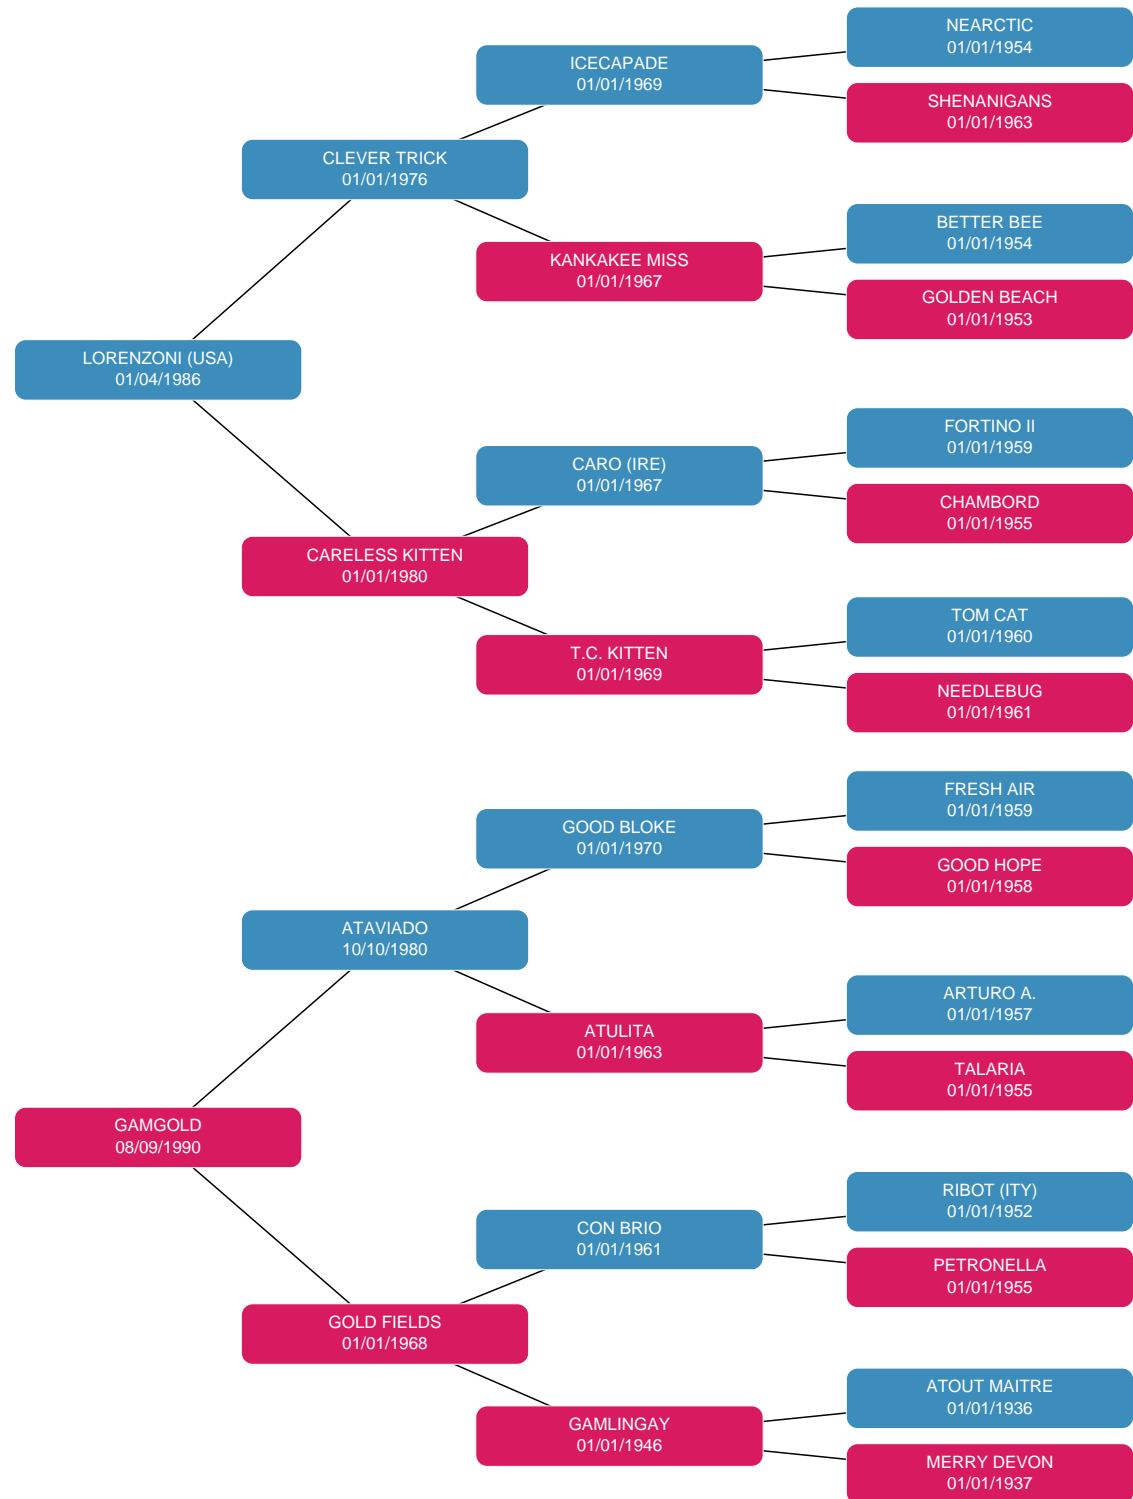 NEARCTIC
01/01/1954
ICECAPADE
01/01/1969
SHENANIGANS
01/01/1963
CLEVER TRICK
01/01/1976
BETTER BEE
01/01/1954
KANKAKEE MISS
01/01/1967
GOLDEN BEACH
01/01/1953
LORENZONI (USA)
01/04/1986
FORTINO II
01/01/1959
CARO (IRE)
01/01/1967
CHAMBORD
01/01/1955
CARELESS KITTEN
01/01/1980
TOM CAT
01/01/1960
T.C. KITTEN
01/01/1969
NEEDLEBUG
01/01/1961
FRESH AIR
01/01/1959
GOOD BLOKE
01/01/1970
GOOD HOPE
01/01/1958
ATAVIADO
10/10/1980
ARTURO A.
01/01/1957
ATULITA
01/01/1963
TALARIA
01/01/1955
GAMGOLD
08/09/1990
RIBOT (ITY)
01/01/1952
CON BRIO
01/01/1961
PETRONELLA
01/01/1955
GOLD FIELDS
01/01/1968
ATOUT MAITRE
01/01/1936
GAMLINGAY
01/01/1946
MERRY DEVON
01/01/1937